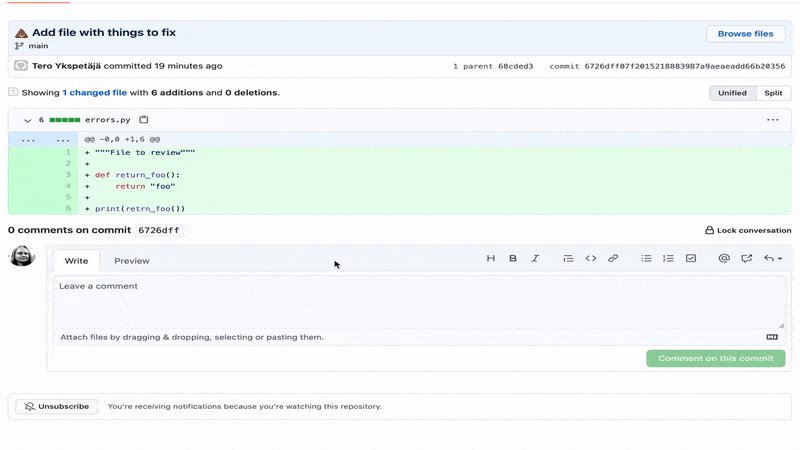 💩 Add file with things to fix
Browse files
main
Tero Ykspetäjä committed 19 minutes ago
1 parent 68cded3 commit 6726dff07f2015218883987a9aeaeadd66b20356
Showing 1 changed file with 6 additions and 0 deletions.
Unified Split
6 errors.py ...
... ... @@ -0,0 +1,6 @@
1 + """File to review"""
2 +
3 + def return_foo():
4 +     return "foo"
5 +
6 + print(retrn_foo())
0 comments on commit 6726dff
Lock conversation
Write Preview
Leave a comment
Attach files by dragging & dropping, selecting or pasting them.
Comment on this commit
Unsubscribe You're receiving notifications because you're watching this repository.